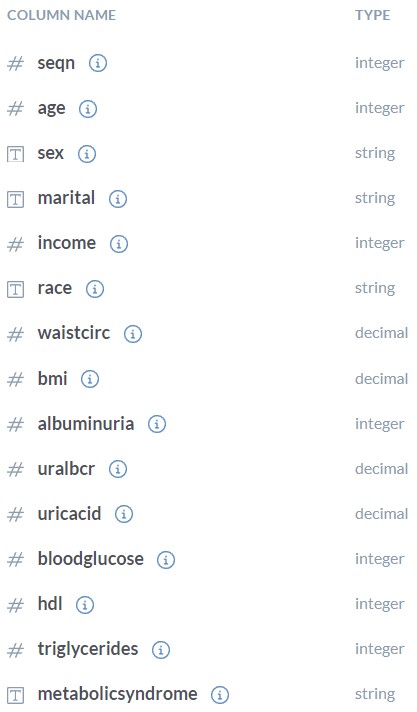 COLUMN NAME TYPE
# seqn i integer
# age i integer
T sex i string
T marital i string
# income i integer
T race i string
# waistcirc i decimal
# bmi i decimal
# albuminuria i integer
# uralbcr i decimal
# uricacid i decimal
# bloodglucose i integer
# hdl i integer
# triglycerides i integer
T metabolicsyndrome i string